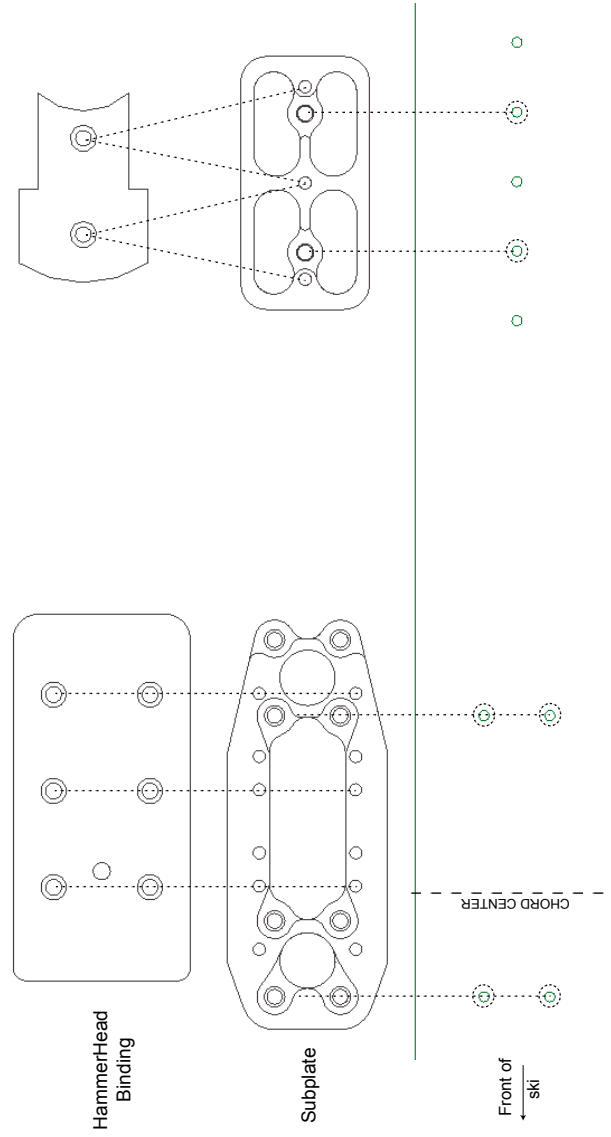 HammerHead
Binding
Subplate
CHORD CENTER
Front of
ski